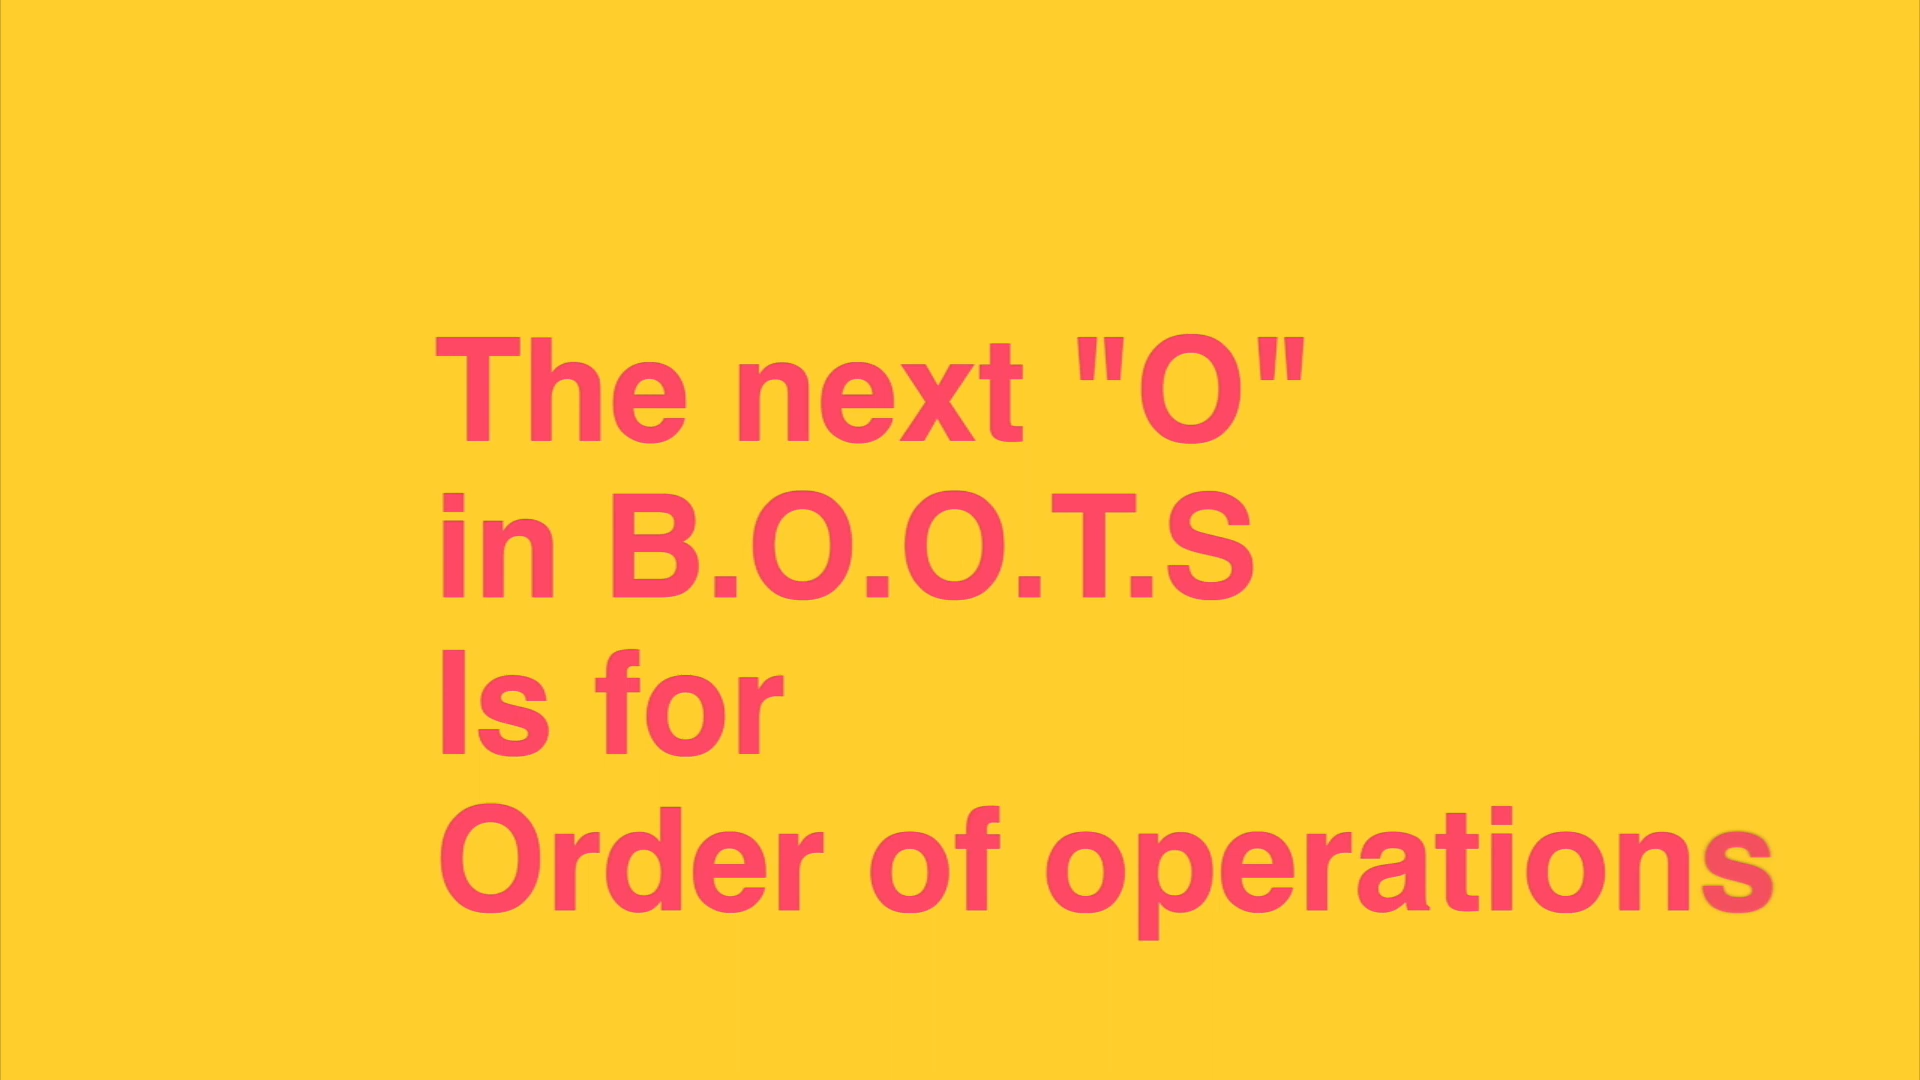 The next "O"
in B.O.O.T.S
Is for
Order of operations